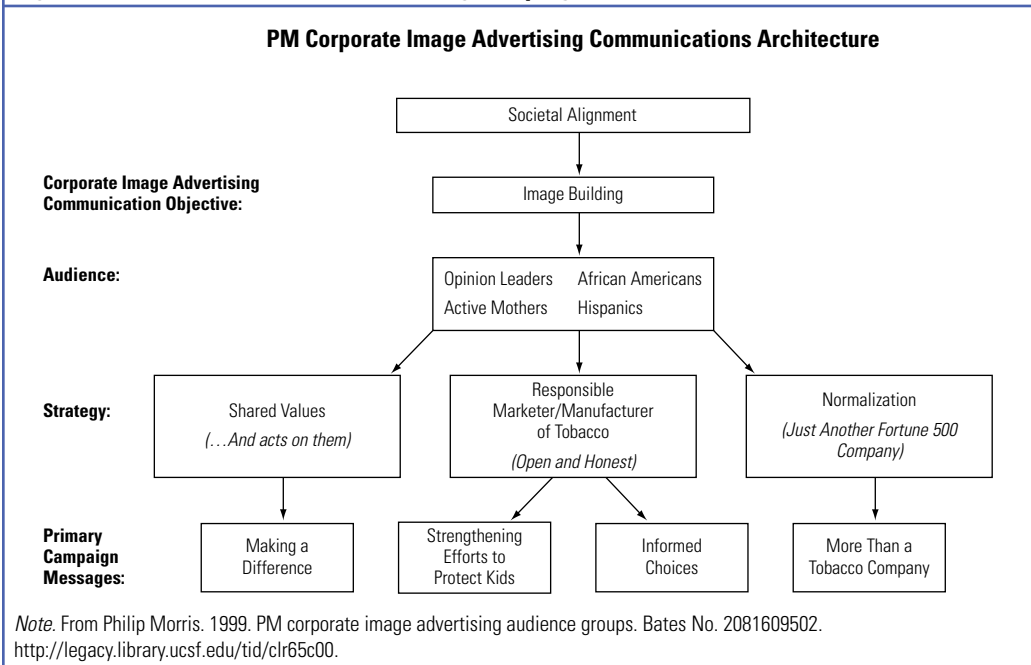 PM Corporate Image Advertising Communications Architecture
Societal Alignment
Corporate Image Advertising
Communication Objective:
Image Building
Audience:
Opinion Leaders African Americans
Active Mothers Hispanics
Strategy:
Shared Values
(…And acts on them)
Responsible
Marketer/Manufacturer
of Tobacco
(Open and Honest)
Normalization
(Just Another Fortune 500
Company)
Primary
Campaign
Messages:
Making a
Difference
Strengthening
Efforts to
Protect Kids
Informed
Choices
More Than a
Tobacco Company
Note. From Philip Morris. 1999. PM corporate image advertising audience groups. Bates No. 2081609502.
http://legacy.library.ucsf.edu/tid/clr65c00.